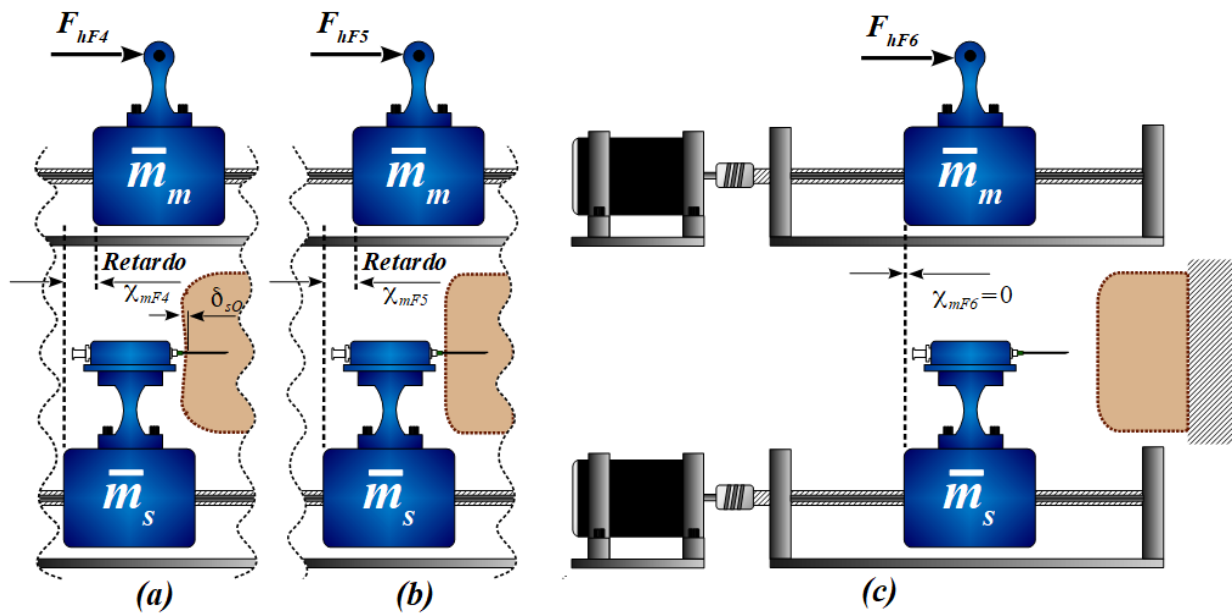 F_hF4
F_hF5
F_hF6
m̅_m
m̅_m
m̅_m
Retardo
Retardo
χ_mF4
δ_sO
χ_mF5
χ_mF6=0
m̅_s
m̅_s
m̅_s
(a)
(b)
(c)